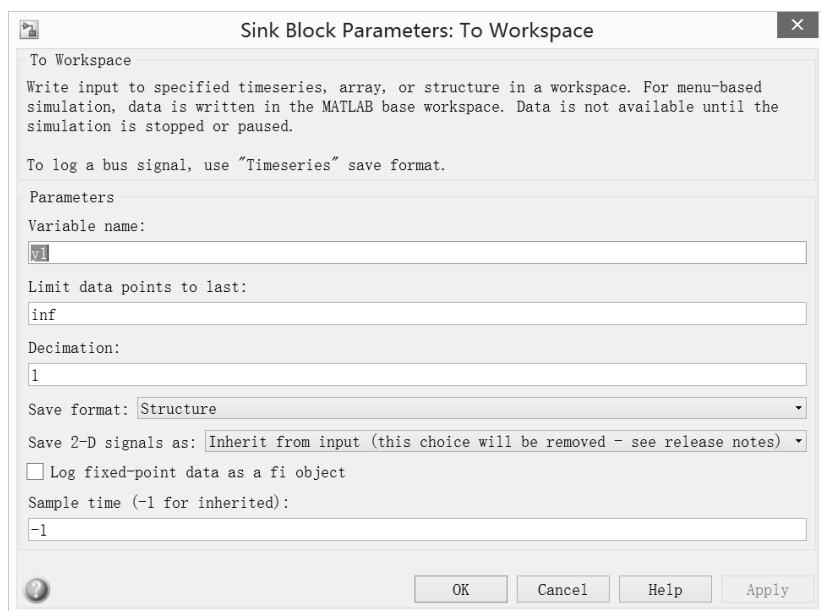 Sink Block Parameters: To Workspace
To Workspace
Write input to specified timeseries, array, or structure in a workspace. For menu-based
simulation, data is written in the MATLAB base workspace. Data is not available until the
simulation is stopped or paused.
To log a bus signal, use "Timeseries" save format.
Parameters
Variable name:
y1
Limit data points to last:
inf
Decimation:
1
Save format: Structure
Save 2-D signals as: Inherit from input (this choice will be removed - see release notes)
Log fixed-point data as a fi object
Sample time (-1 for inherited):
-1
OK Cancel Help Apply